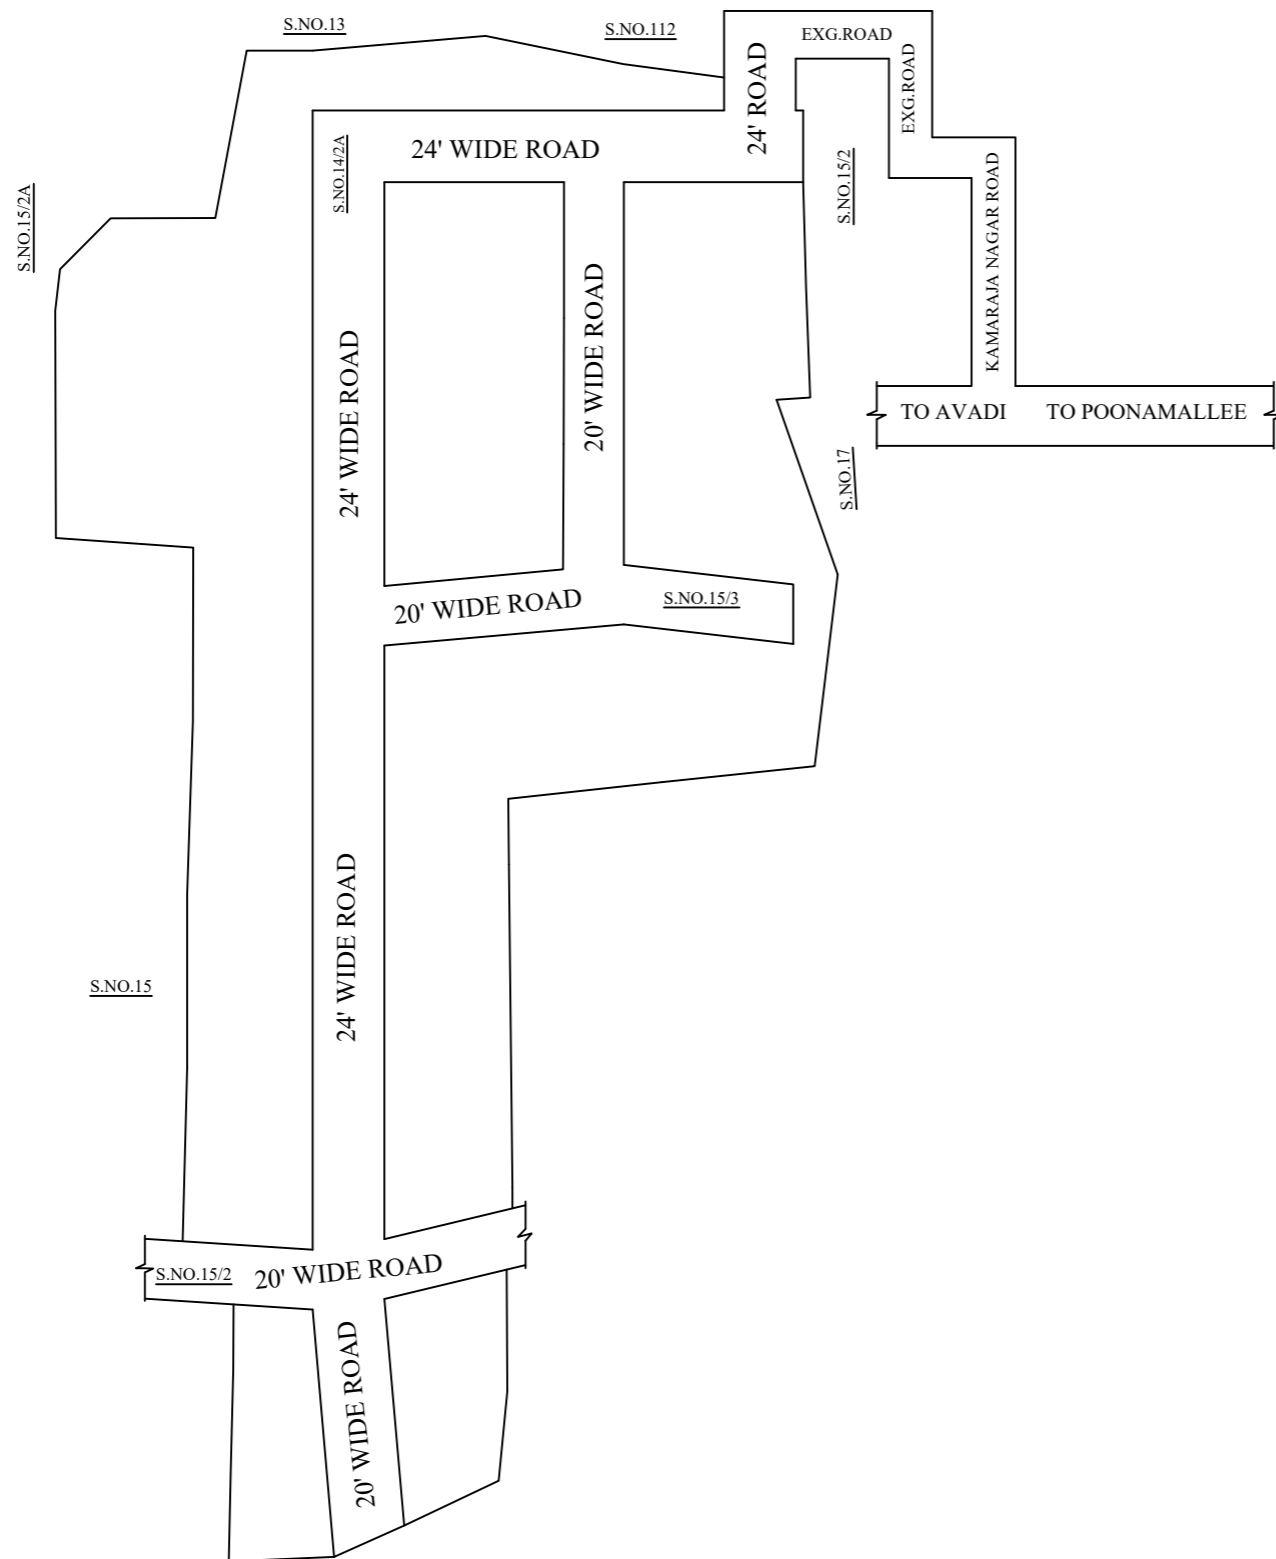 S.NO.13
S.NO.112
EXG.ROAD
EXG.ROAD
24' ROAD
24' WIDE ROAD
S.NO.14/2A
S.NO.15/2
S.NO.15/2A
KAMARAJA NAGAR ROAD
24' WIDE ROAD
20' WIDE ROAD
TO AVADI
TO POONAMALLEE
S.NO.17
20' WIDE ROAD
S.NO.15/3
24' WIDE ROAD
S.NO.15
S.NO.15/2
20' WIDE ROAD
20' WIDE ROAD